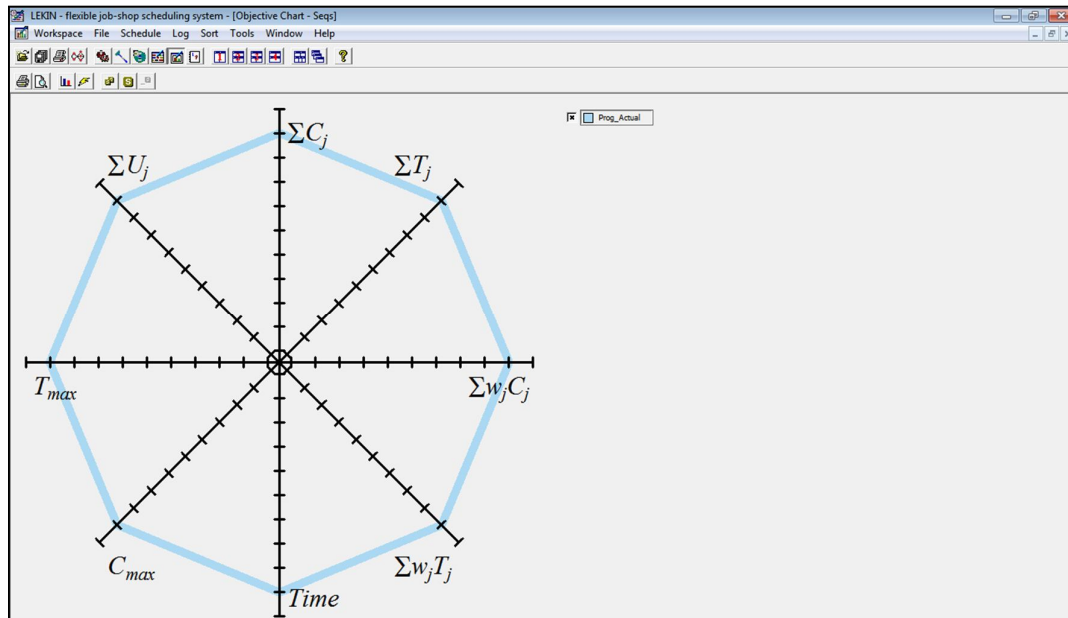 LEKIN - flexible job-shop scheduling system - [Objective Chart - Seqs]
Workspace File Schedule Log Sort Tools Window Help
Prog_Actual
ΣCj
ΣUj
ΣTj
Tmax
ΣwjCj
Cmax
ΣwjTj
Time